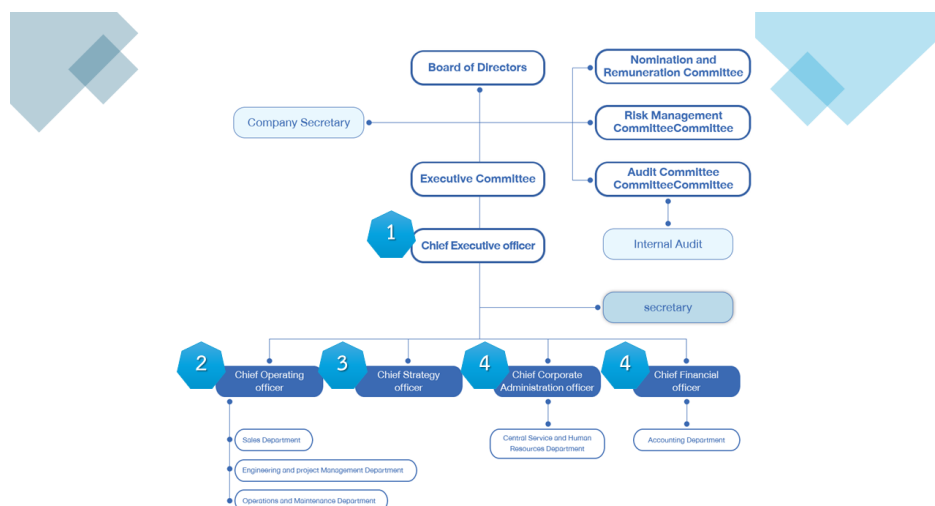 Board of Directors
Nomination and
Remuneration Committee
Company Secretary
Risk Management
CommitteeCommittee
Executive Committee
Audit Committee
CommitteeCommittee
1
Chief Executive officer
Internal Audit
secretary
2
Chief Operating
officer
3
Chief Strategy
officer
4
Chief Corporate
Administration officer
4
Chief Financial
officer
Sales Department
Central Service and Human
Resources Department
Accounting Department
Engineering and project Management Department
Operations and Maintenance Department